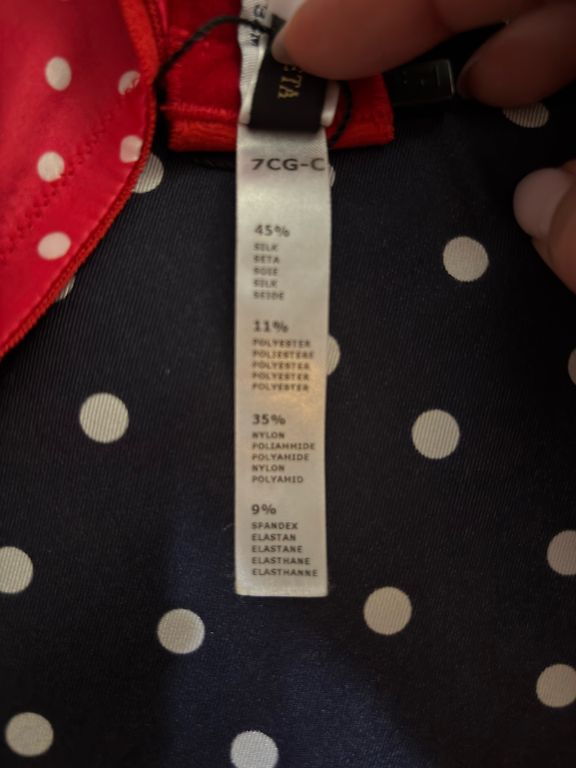 7CG-C
45%
SILK
SETA
SOIE
SILK
SEIDE
11%
POLYESTER
POLIESTERE
POLYESTER
POLYESTER
POLYESTER
35%
NYLON
POLIAMMIDE
POLYAMIDE
NYLON
POLYAMID
9%
SPANDEX
ELASTAN
ELASTANE
ELASTHANE
ELASTHANNE